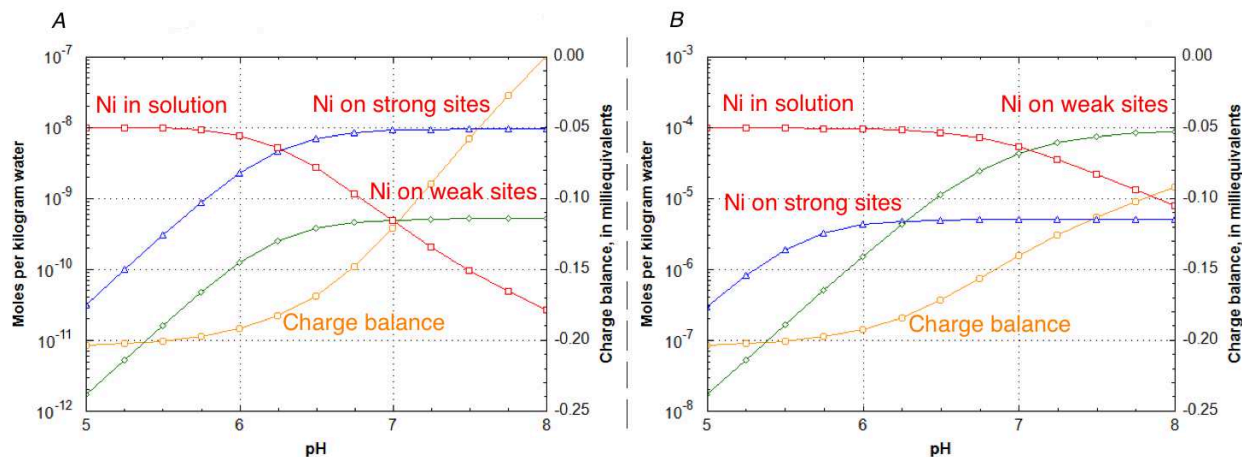 A
B
Ni in solution
Ni on strong sites
Ni on weak sites
Charge balance
10-7
10-8
10-9
10-10
10-11
10-12
Moles per kilogram water
0.00
-0.05
-0.10
-0.15
-0.20
-0.25
Charge balance, in milliequivalents
5
6
7
8
pH
Ni in solution
Ni on weak sites
Ni on strong sites
Charge balance
10-3
10-4
10-5
10-6
10-7
10-8
Moles per kilogram water
0.00
-0.05
-0.10
-0.15
-0.20
-0.25
Charge balance, in milliequivalents
5
6
7
8
pH